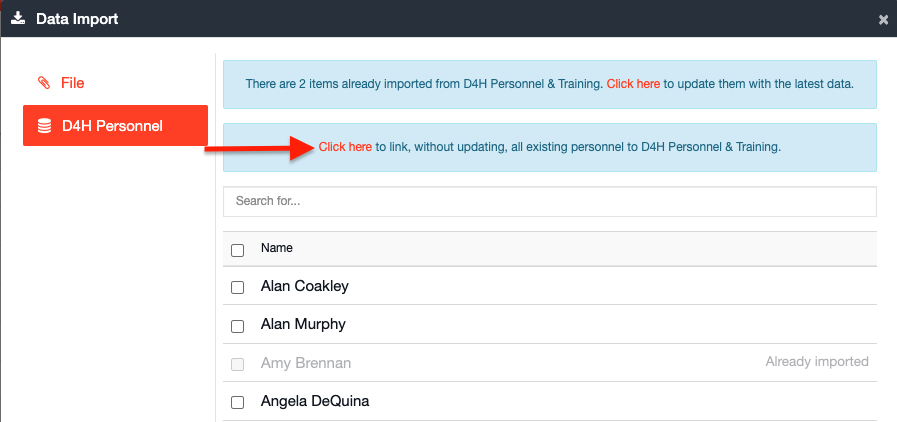 Data Import
File
D4H Personnel
There are 2 items already imported from D4H Personnel & Training. Click here to update them with the latest data.
Click here to link, without updating, all existing personnel to D4H Personnel & Training.
Search for...
Name
Alan Coakley
Alan Murphy
Amy Brennan Already imported
Angela DeQuina